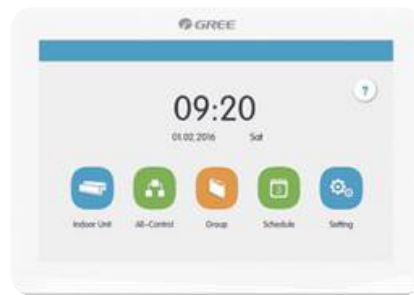 GREE
?
09:20
01.02.2016 Sat
Indoor Unit All-Control Group Schedule Setting